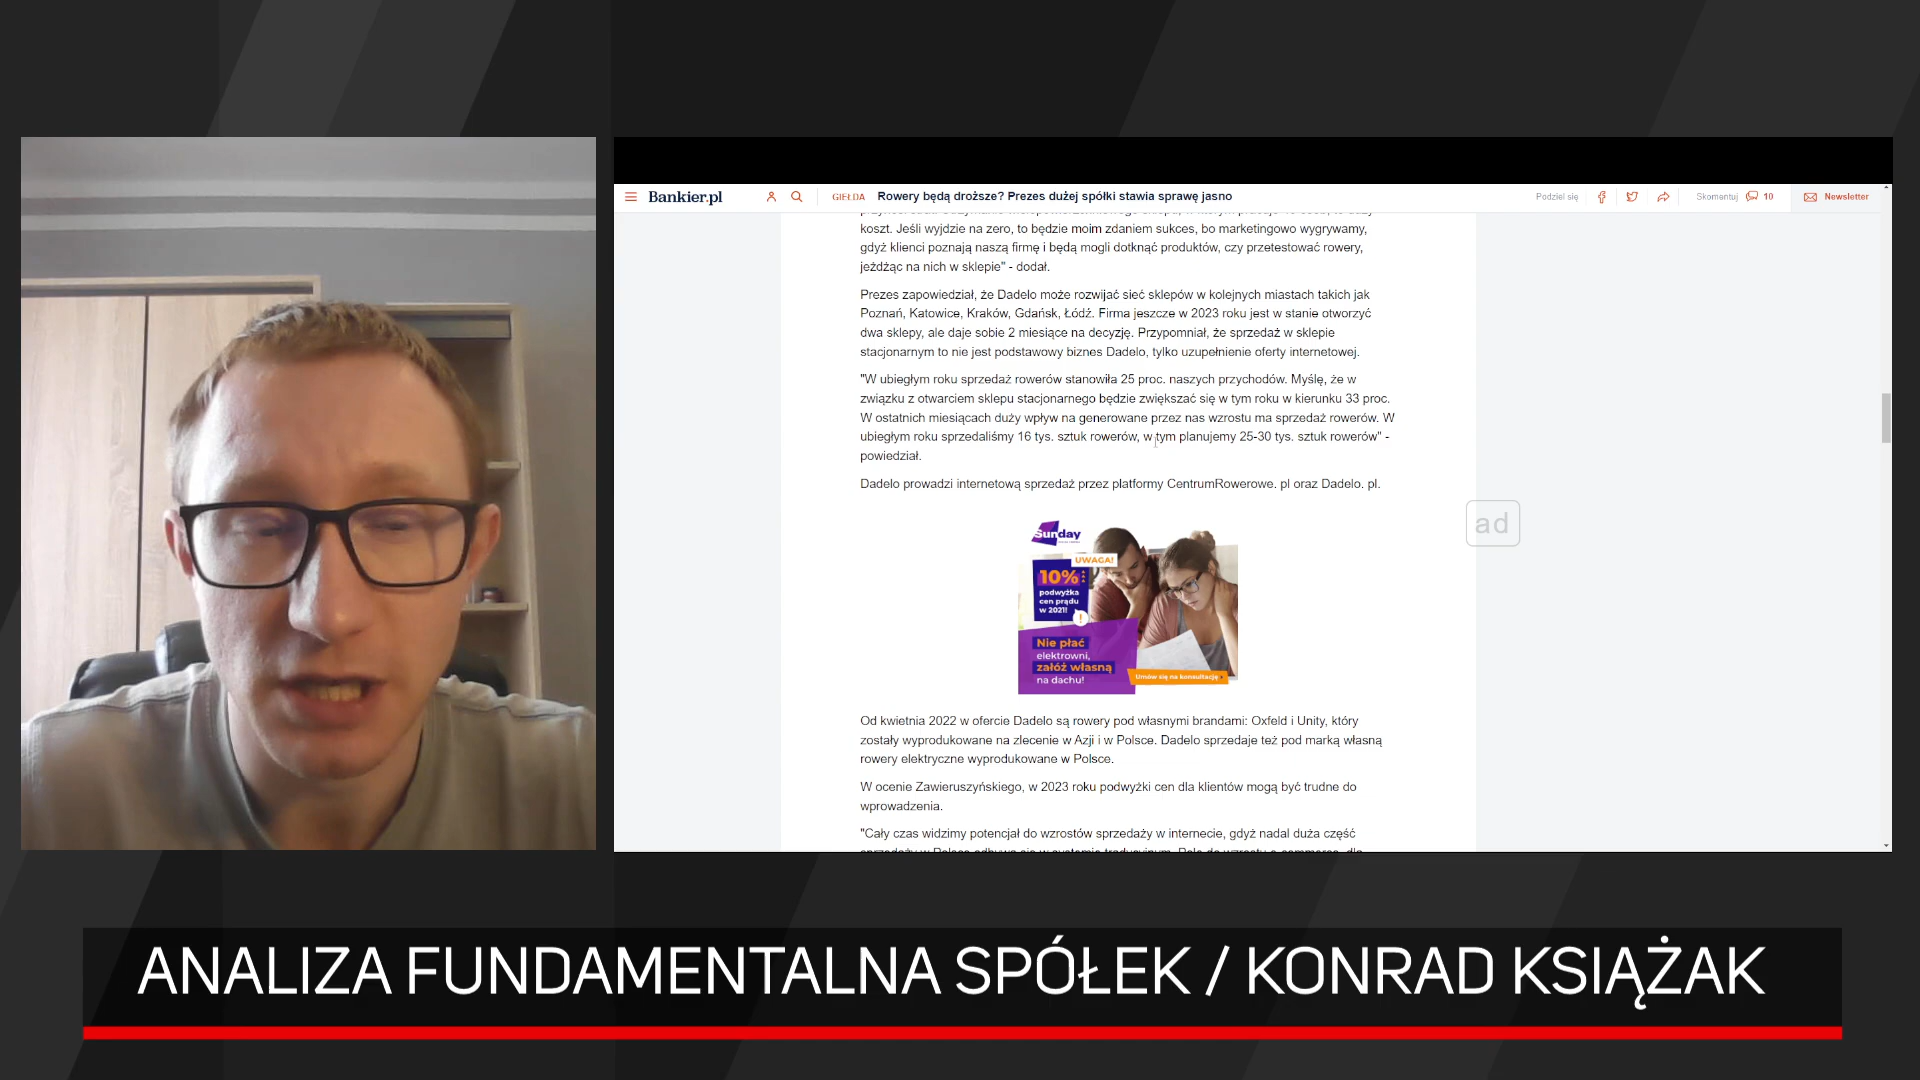 Bankier.pl
GIEŁDA Rowery będą droższe? Prezes dużej spółki stawia sprawę jasno
Podziel się
Skomentuj 10
Newsletter
koszt. Jeśli wyjdzie na zero, to będzie moim zdaniem sukces, bo marketingowo wygrywamy,
gdyż klienci poznają naszą firmę i będą mogli dotknąć produktów, czy przetestować rowery,
jeżdżąc na nich w sklepie" - dodał.
Prezes zapowiedział, że Dadelo może rozwijać sieć sklepów w kolejnych miastach takich jak
Poznań, Katowice, Kraków, Gdańsk, Łódź. Firma jeszcze w 2023 roku jest w stanie otworzyć
dwa sklepy, ale daje sobie 2 miesiące na decyzję. Przypomniał, że sprzedaż w sklepie
stacjonarnym to nie jest podstawowy biznes Dadelo, tylko uzupełnienie oferty internetowej.
"W ubiegłym roku sprzedaż rowerów stanowiła 25 proc. naszych przychodów. Myślę, że w
związku z otwarciem sklepu stacjonarnego będzie zwiększać się w tym roku w kierunku 33 proc.
W ostatnich miesiącach duży wpływ na generowane przez nas wzrostu ma sprzedaż rowerów. W
ubiegłym roku sprzedaliśmy 16 tys. sztuk rowerów, w tym planujemy 25-30 tys. sztuk rowerów" -
powiedział.
Dadelo prowadzi internetową sprzedaż przez platformy CentrumRowerowe. pl oraz Dadelo. pl.
ad
Sunday
UWAGA!
10%
podwyżka
cen prądu
w 2021!
Nie płać
elektrowni,
załóż własną
na dachu!
Umów się na konsultację
Od kwietnia 2022 w ofercie Dadelo są rowery pod własnymi brandami: Oxfeld i Unity, który
zostały wyprodukowane na zlecenie w Azji i w Polsce. Dadelo sprzedaje też pod marką własną
rowery elektryczne wyprodukowane w Polsce.
W ocenie Zawieruszyńskiego, w 2023 roku podwyżki cen dla klientów mogą być trudne do
wprowadzenia.
"Cały czas widzimy potencjał do wzrostów sprzedaży w internecie, gdyż nadal duża część
ANALIZA FUNDAMENTALNA SPÓŁEK / KONRAD KSIĄŻAK